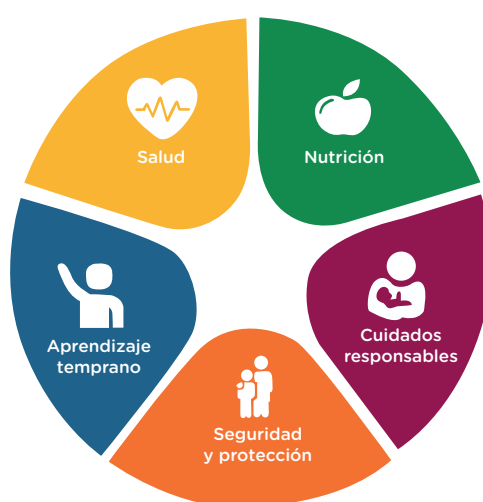 Salud
Nutrición
Aprendizaje
temprano
Cuidados
responsables
Seguridad
y protección